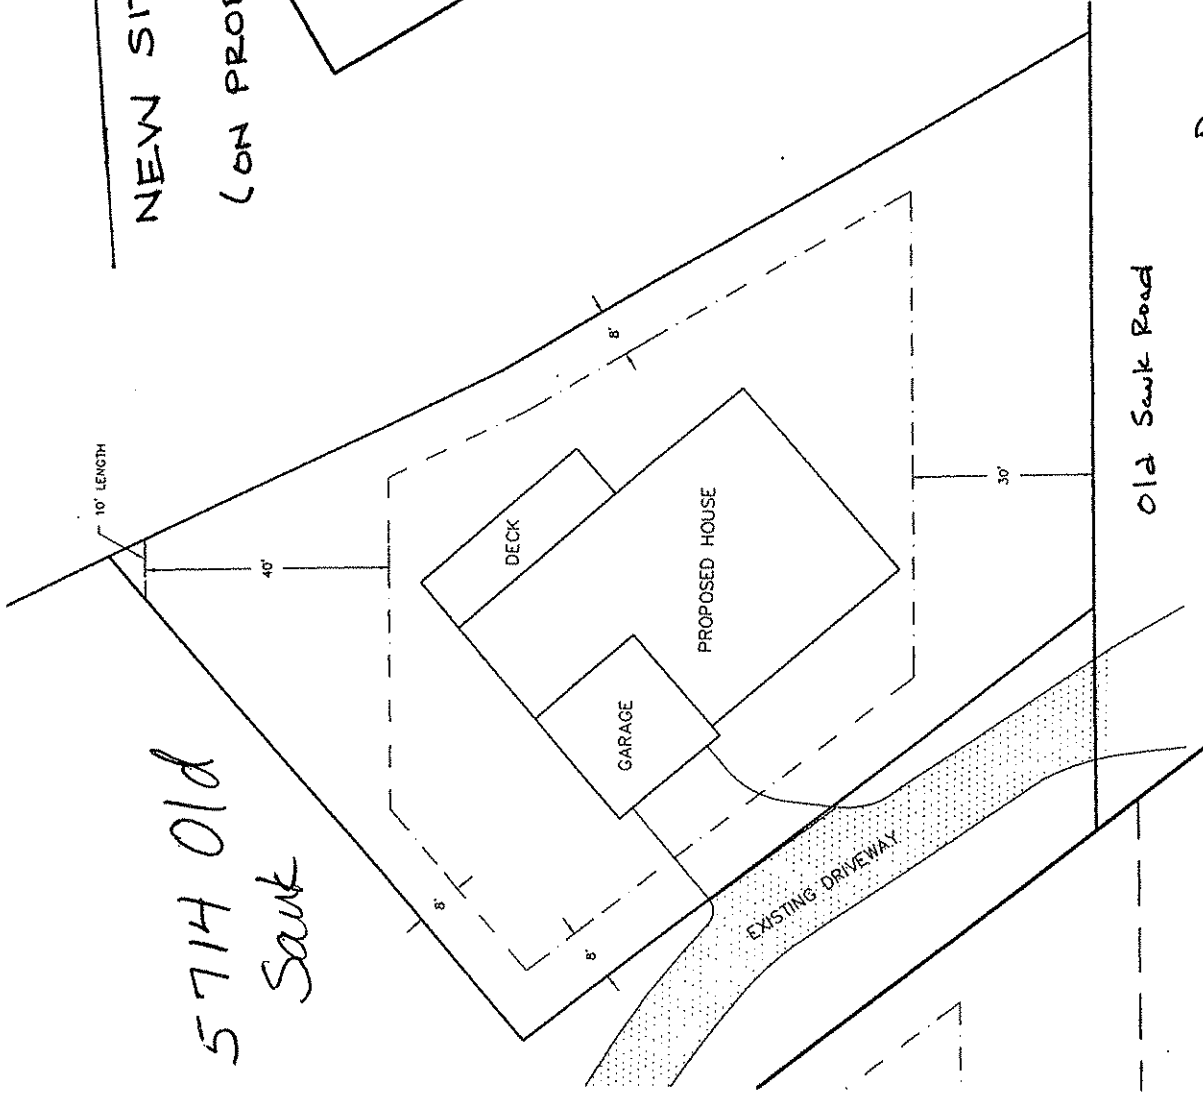 NEW SI
(ON PROP
5714 Old
Sauk
10' LENGTH
40'
8'
8'
8'
DECK
GARAGE
PROPOSED HOUSE
30'
EXISTING DRIVEWAY
Old Sauk Road